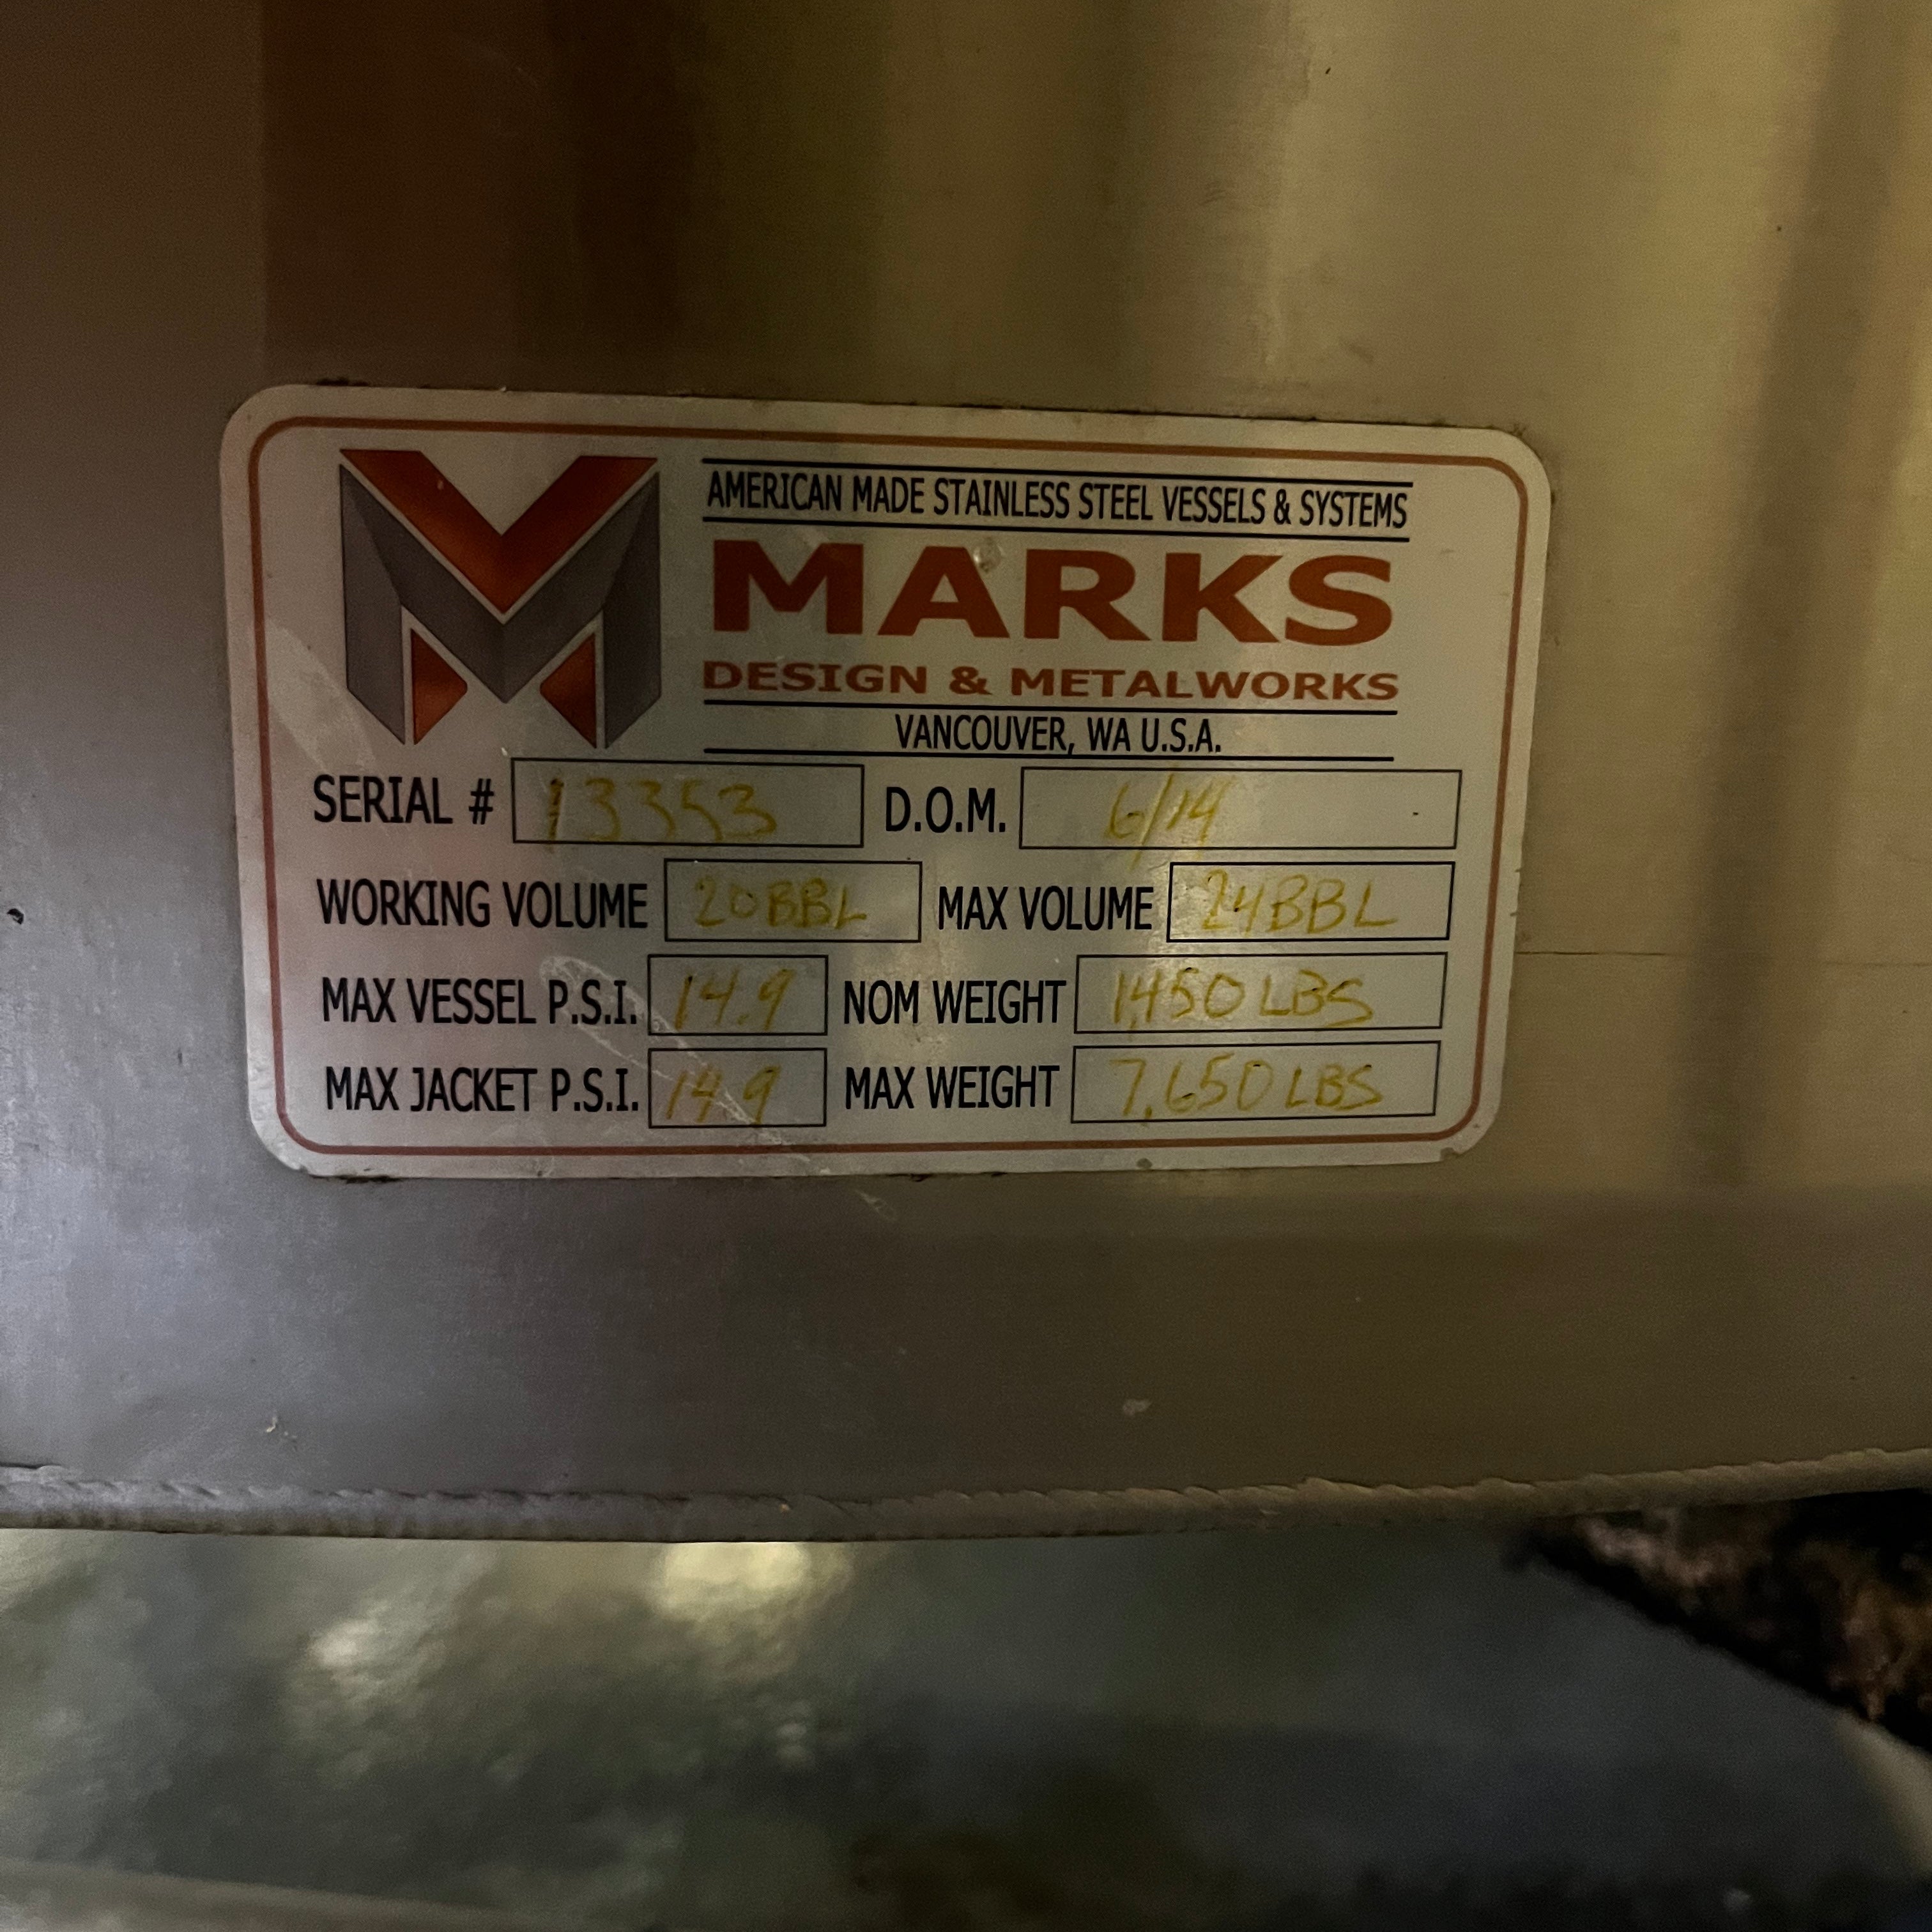 AMERICAN MADE STAINLESS STEEL VESSELS & SYSTEMS
MARKS
DESIGN & METALWORKS
VANCOUVER, WA U.S.A.
SERIAL # 13353 D.O.M. 6/14
WORKING VOLUME 20BBL MAX VOLUME 24BBL
MAX VESSEL P.S.I. 14.9 NOM WEIGHT 1,450 LBS
MAX JACKET P.S.I. 14.9 MAX WEIGHT 7,650 LBS